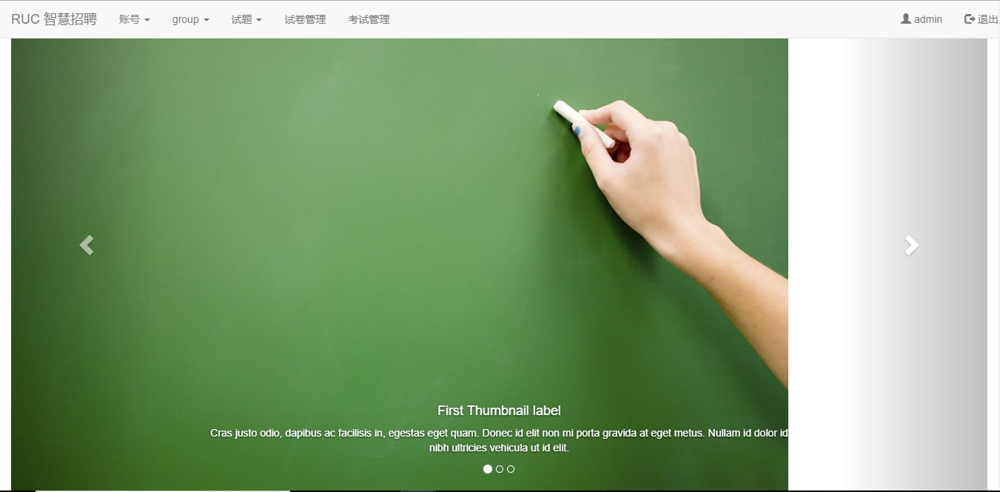 RUC 智慧招聘 账号 group 试题 试卷管理 考试管理 admin 退出
First Thumbnail label
Cras justo odio, dapibus ac facilisis in, egestas eget quam. Donec id elit non mi porta gravida at eget metus. Nullam id dolor id
nibh ultricies vehicula ut id elit.